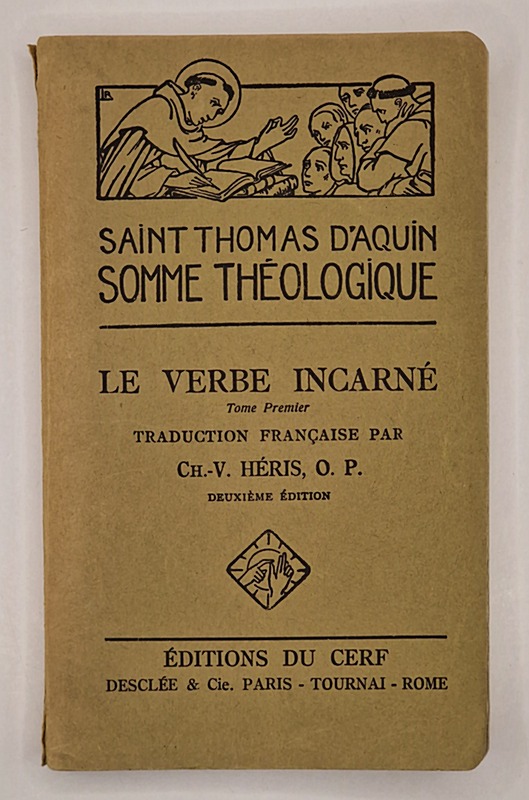 SAINT THOMAS D'AQUIN
SOMME THÉOLOGIQUE
LE VERBE INCARNÉ
Tome Premier
TRADUCTION FRANÇAISE PAR
CH.-V. HÉRIS, O. P.
DEUXIÈME ÉDITION
ÉDITIONS DU CERF
DESCLÉE & Cie. PARIS - TOURNAI - ROME